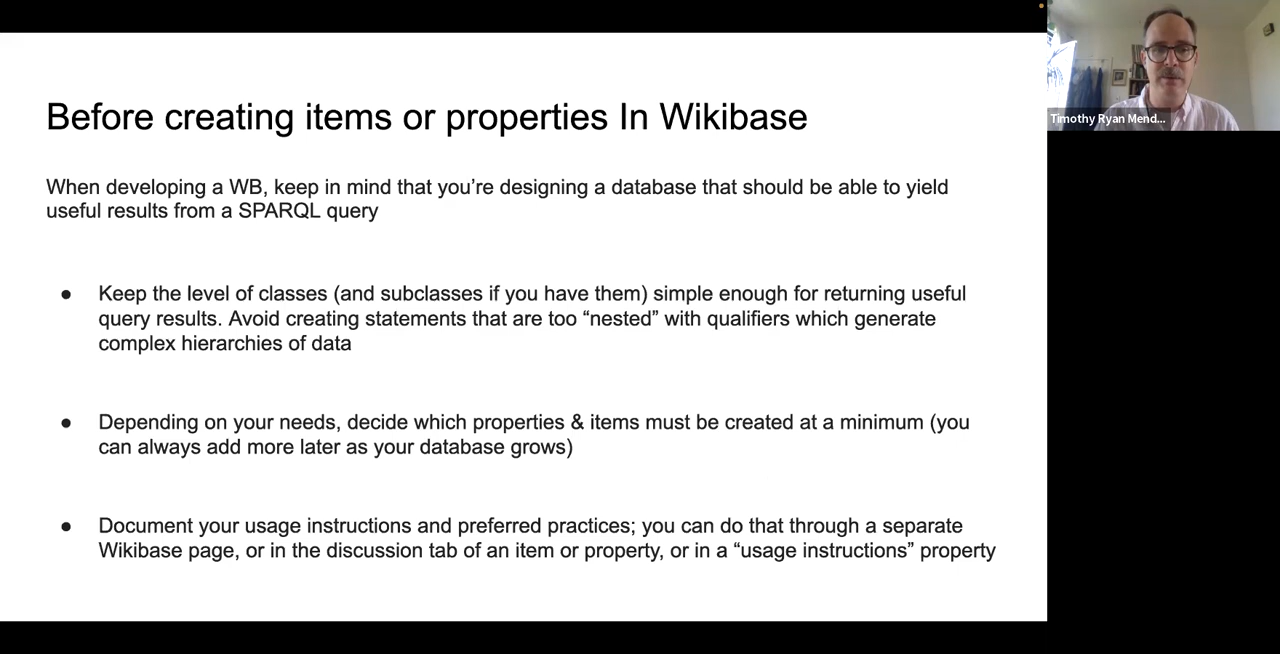 Before creating items or properties In Wikibase
When developing a WB, keep in mind that you’re designing a database that should be able to yield
useful results from a SPARQL query
● Keep the level of classes (and subclasses if you have them) simple enough for returning useful
query results. Avoid creating statements that are too “nested” with qualifiers which generate
complex hierarchies of data
● Depending on your needs, decide which properties & items must be created at a minimum (you
can always add more later as your database grows)
● Document your usage instructions and preferred practices; you can do that through a separate
Wikibase page, or in the discussion tab of an item or property, or in a “usage instructions” property
Timothy Ryan Mend...